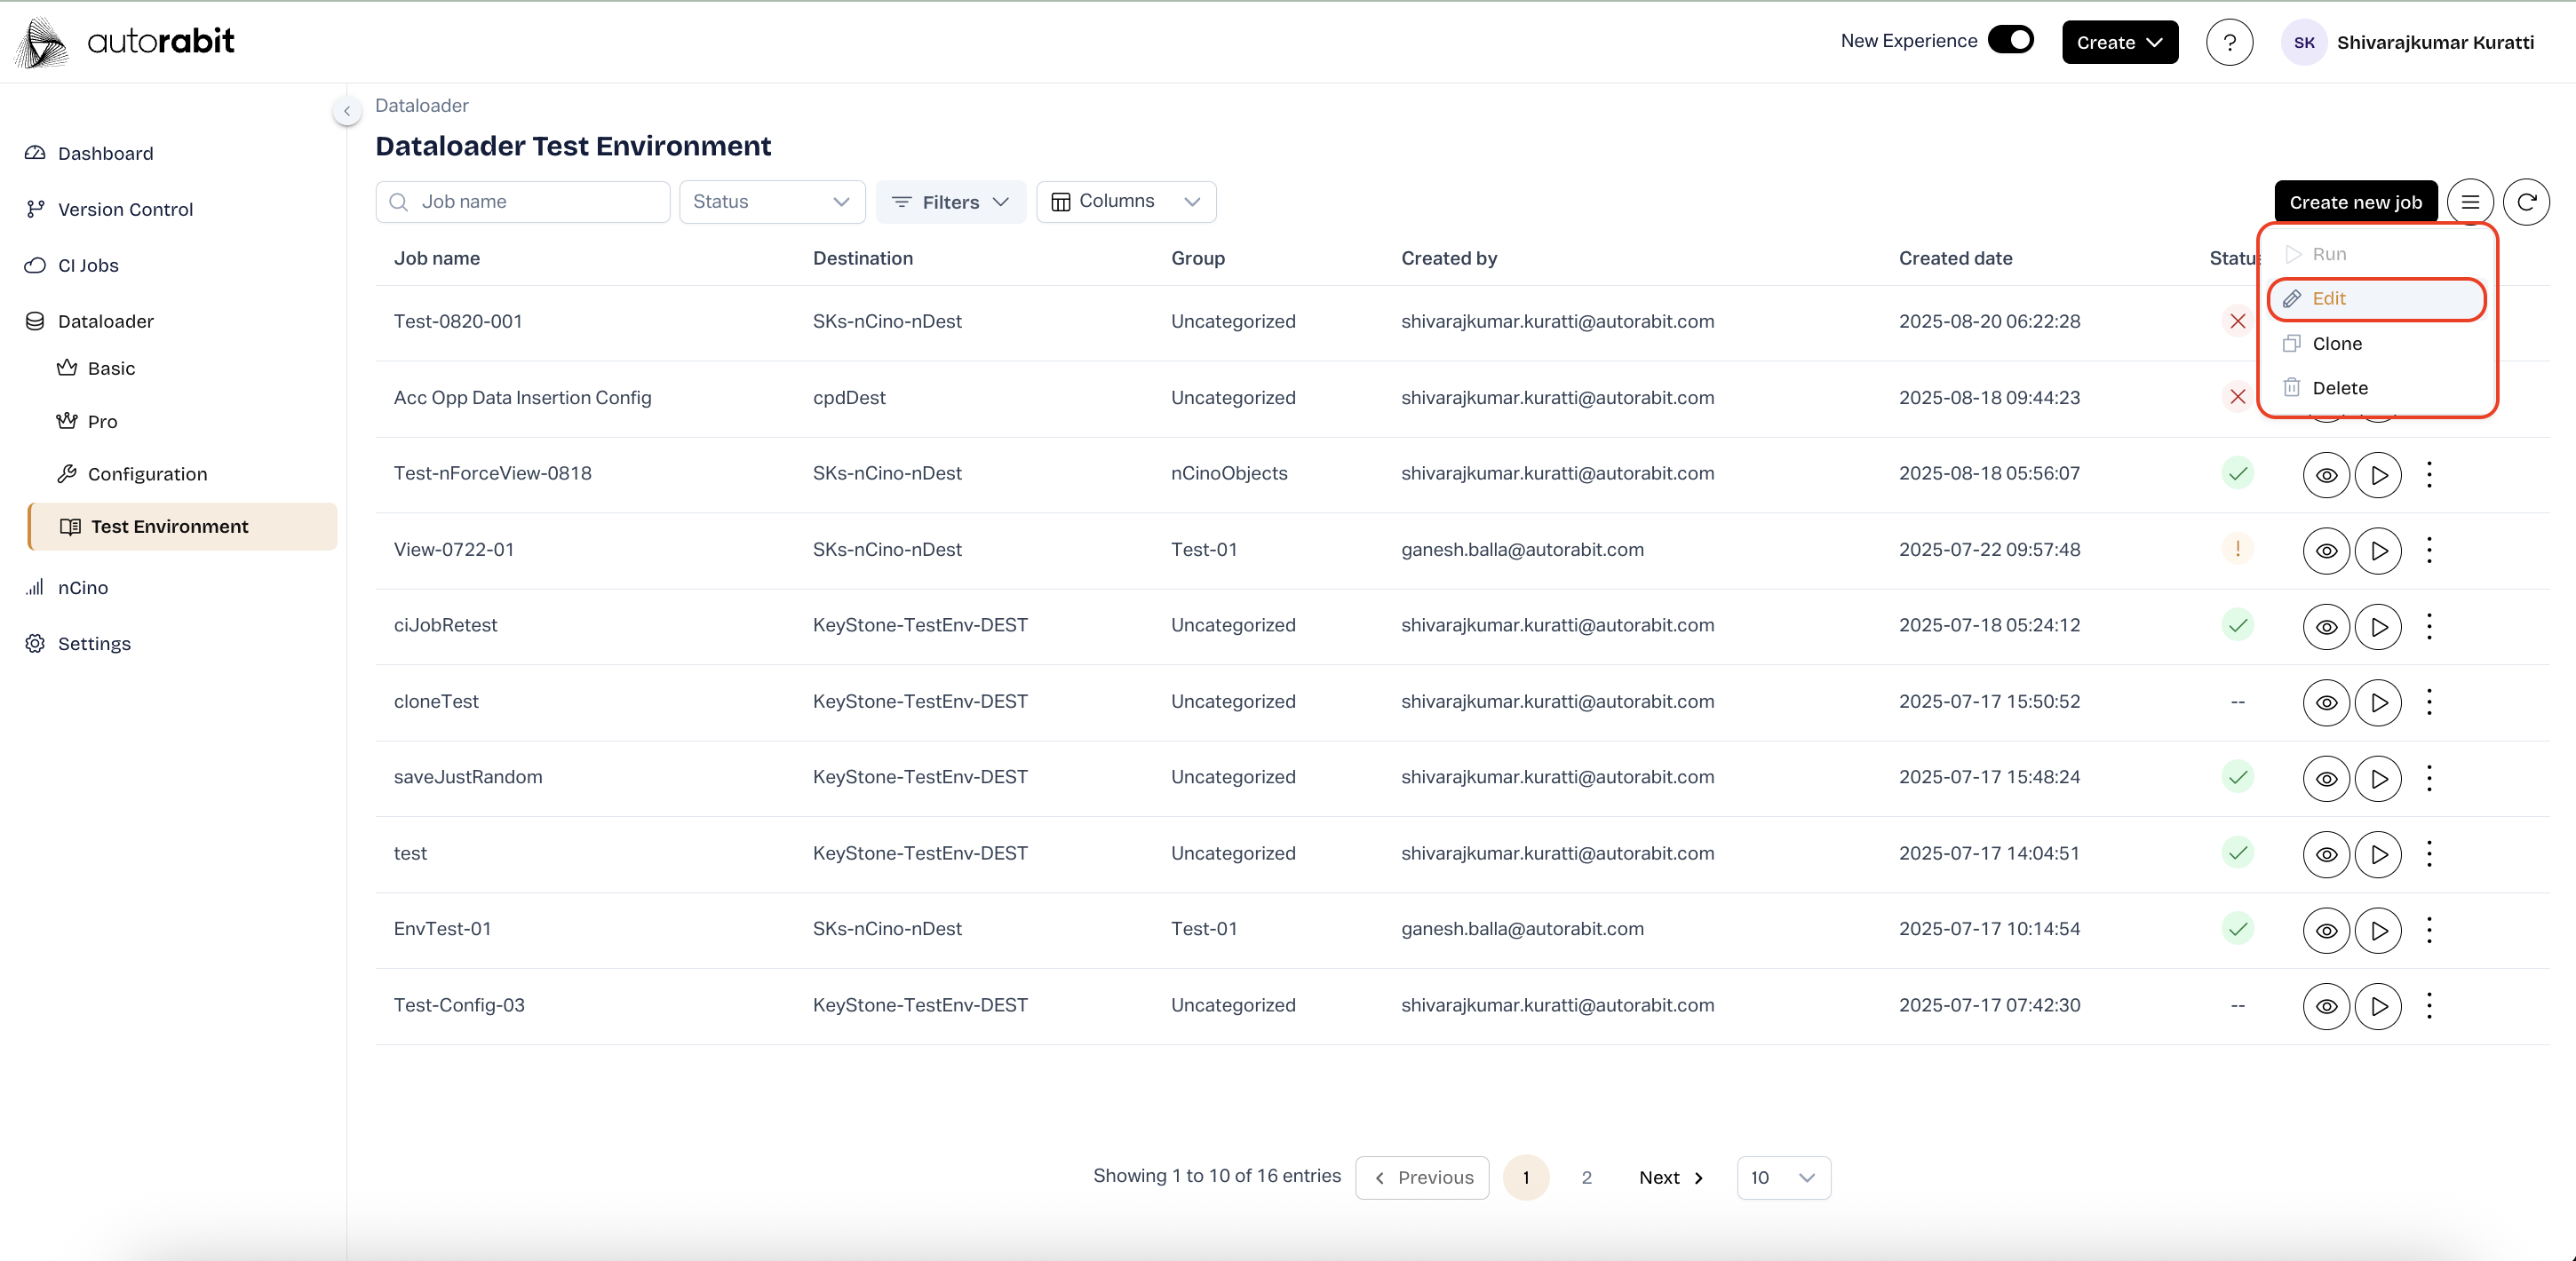 autorabit
New Experience
Create
?
SK
Shivarajkumar Kuratti
Dashboard
Version Control
CI Jobs
Dataloader
Basic
Pro
Configuration
Test Environment
nCino
Settings
Dataloader
Dataloader Test Environment
Job name
Status
Filters
Columns
Create new job
Job name Destination Group Created by Created date Status
Run
Edit
Clone
Delete
Test-0820-001 SKs-nCino-nDest Uncategorized shivarajkumar.kuratti@autorabit.com 2025-08-20 06:22:28
Acc Opp Data Insertion Config cpdDest Uncategorized shivarajkumar.kuratti@autorabit.com 2025-08-18 09:44:23
Test-nForceView-0818 SKs-nCino-nDest nCinoObjects shivarajkumar.kuratti@autorabit.com 2025-08-18 05:56:07
View-0722-01 SKs-nCino-nDest Test-01 ganesh.balla@autorabit.com 2025-07-22 09:57:48 !
ciJobRetest KeyStone-TestEnv-DEST Uncategorized shivarajkumar.kuratti@autorabit.com 2025-07-18 05:24:12
cloneTest KeyStone-TestEnv-DEST Uncategorized shivarajkumar.kuratti@autorabit.com 2025-07-17 15:50:52 --
saveJustRandom KeyStone-TestEnv-DEST Uncategorized shivarajkumar.kuratti@autorabit.com 2025-07-17 15:48:24
test KeyStone-TestEnv-DEST Uncategorized shivarajkumar.kuratti@autorabit.com 2025-07-17 14:04:51
EnvTest-01 SKs-nCino-nDest Test-01 ganesh.balla@autorabit.com 2025-07-17 10:14:54
Test-Config-03 KeyStone-TestEnv-DEST Uncategorized shivarajkumar.kuratti@autorabit.com 2025-07-17 07:42:30 --
Showing 1 to 10 of 16 entries Previous 1 2 Next 10